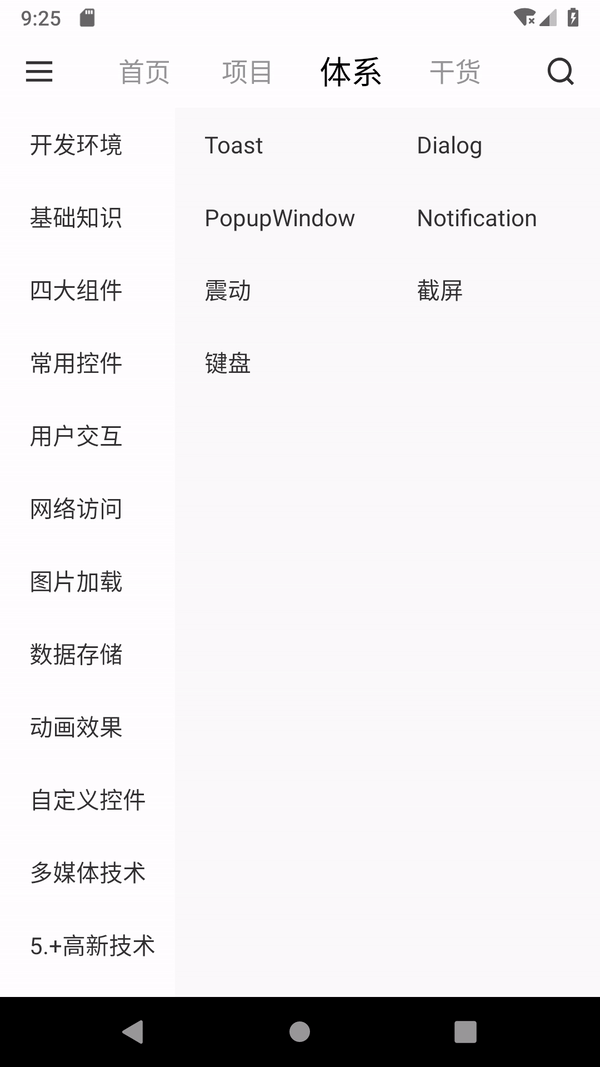 9:25
首页 项目 体系 干货
开发环境
基础知识
四大组件
常用控件
用户交互
网络访问
图片加载
数据存储
动画效果
自定义控件
多媒体技术
5.+高新技术
Toast Dialog
PopupWindow Notification
震动 截屏
键盘